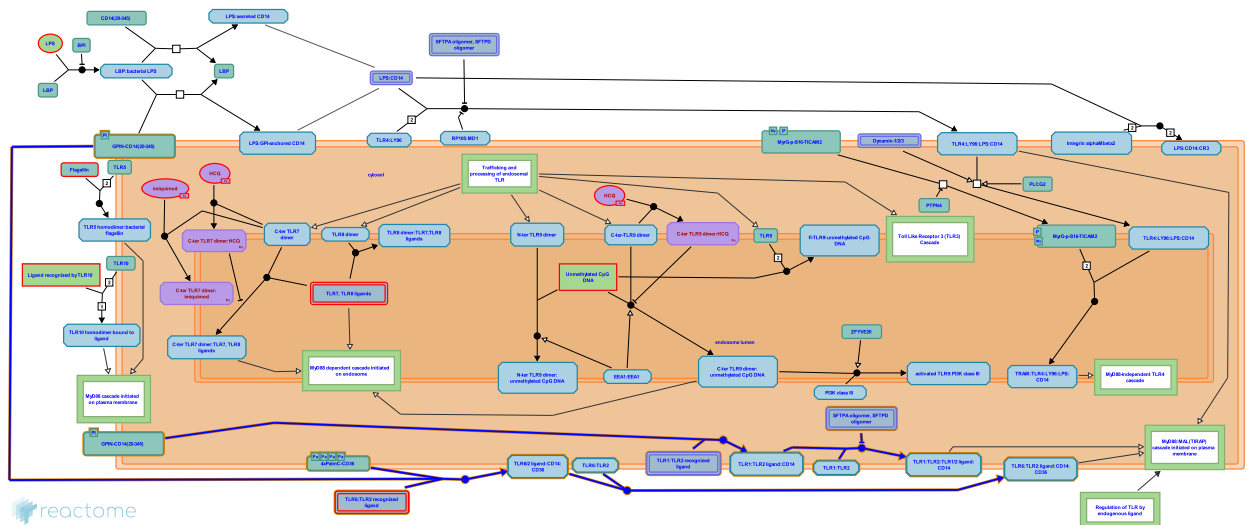 CD14(20-345)
LPS:secreted CD14
LPS
BPI
LBP:bacterial LPS
LBP
LBP
SFTPA oligomer, SFTPD
oligomer
LPS:CD14
GPIN-CD14(20-345)
LPS:GPI-anchored CD14
TLR4:LY96
RP105:MD1
MyrG-p-S16-TICAM2
Dynamin-1/2/3
TLR4:LY96:LPS:CD14
Integrin alphaMbeta2
LPS:CD14:CR3
Flagellin
TLR5
Imiquimod
HCQ
cytosol
Trafficking
and
processing of endosomal
TLR
HCQ
PLCG2
PTPN4
TLR5 homodimer:bacterial
flagellin
C-ter TLR7 dimer:HCQ
C-ter TLR7
dimer
TLR8 dimer
TLR8 dimer:TLR7,TLR8
ligands
N-ter TLR9 dimer
C-ter-TLR9 dimer
C-ter TLR9 dimer:HCQ
TLR9
fl-TLR9:unmethylated CpG
DNA
Toll Like Receptor 3 (TLR3)
Cascade
MyrG-p-S16-TICAM2
TLR4:LY96:LPS:CD14
TLR10
Ligand recognized by TLR10
C-ter TLR7 dimer:
imiquimod
TLR7, TLR8 ligands
Unmethylated CpG
DNA
TLR10 homodimer bound to
ligand
C-ter TLR7 dimer:TLR7, TLR8
ligands
ZFYVE20
endosome lumen
MyD88 dependent cascade initiated
on endosome
N-ter TLR9 dimer:
unmethylated CpG DNA
EEA1:EEA1
C-ter TLR9 dimer:
unmethylated CpG DNA
activated TLR9:PI3K class III
PI3K class III
TRAM:TLR4:LY96:LPS:
CD14
MyD88-independent TLR4
cascade
MyD88 cascade initiated
on plasma membrane
GPIN-CD14(20-345)
SFTPA oligomer, SFTPD
oligomer
4xPalmC-CD36
TLR6/2 ligand:CD14:
CD36
TLR6:TLR2
TLR1:TLR2 recognized
ligand
TLR1:TLR2 ligand:CD14
TLR1:TLR2
TLR1:TLR2:TLR1/2 ligand:
CD14
TLR6:TLR2 ligand:CD14:
CD36
MyD88:MAL(TIRAP)
cascade initiated on plasma
membrane
TLR6:TLR2 recognized
ligand
Regulation of TLR by
endogenous ligand
reactome